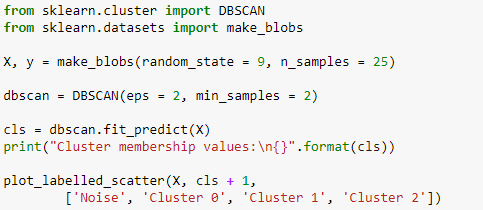 from sklearn.cluster import DBSCAN
from sklearn.datasets import make_blobs
X, y = make_blobs(random_state = 9, n_samples = 25)
dbscan = DBSCAN(eps = 2, min_samples = 2)
cls = dbscan.fit_predict(X)
print("Cluster membership values:\n{}".format(cls))
plot_labelled_scatter(X, cls + 1,
['Noise', 'Cluster 0', 'Cluster 1', 'Cluster 2'])